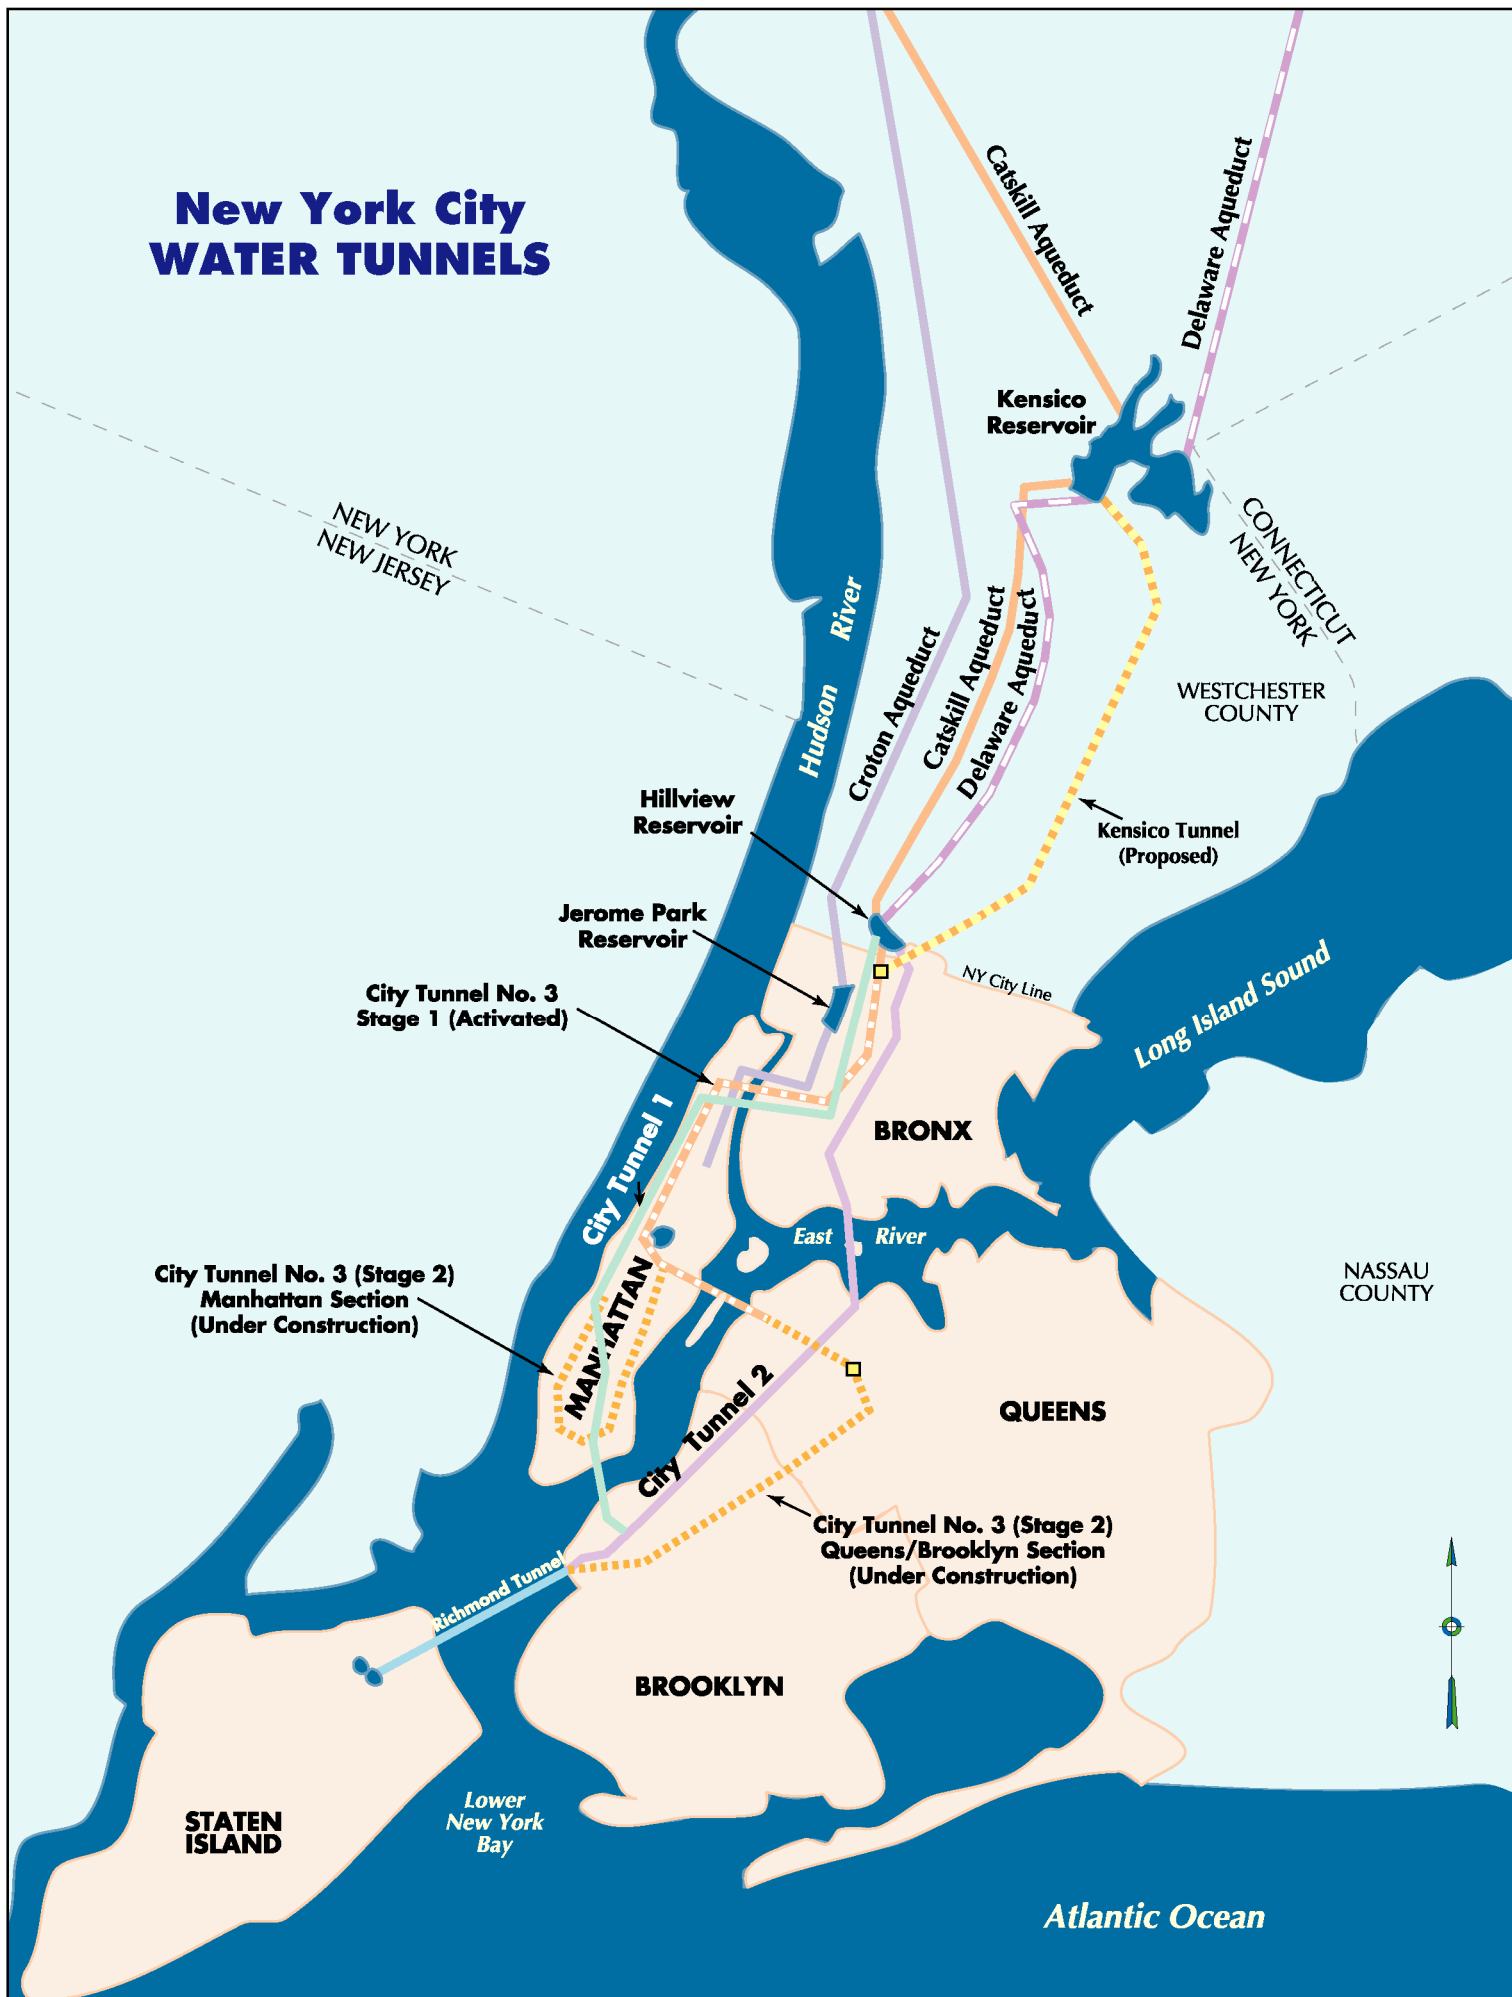 New York City
WATER TUNNELS
Catskill Aqueduct
Delaware Aqueduct
Kensico
Reservoir
NEW YORK
NEW JERSEY
CONNECTICUT
NEW YORK
Hudson River
Croton Aqueduct
Catskill Aqueduct
Delaware Aqueduct
WESTCHESTER
COUNTY
Kensico Tunnel
(Proposed)
Hillview
Reservoir
Jerome Park
Reservoir
NY City Line
Long Island Sound
City Tunnel No. 3
Stage 1 (Activated)
City Tunnel 1
BRONX
East River
City Tunnel No. 3 (Stage 2)
Manhattan Section
(Under Construction)
MANHATTAN
NASSAU
COUNTY
City Tunnel 2
QUEENS
City Tunnel No. 3 (Stage 2)
Queens/Brooklyn Section
(Under Construction)
Richmond Tunnel
BROOKLYN
STATEN
ISLAND
Lower
New York
Bay
Atlantic Ocean